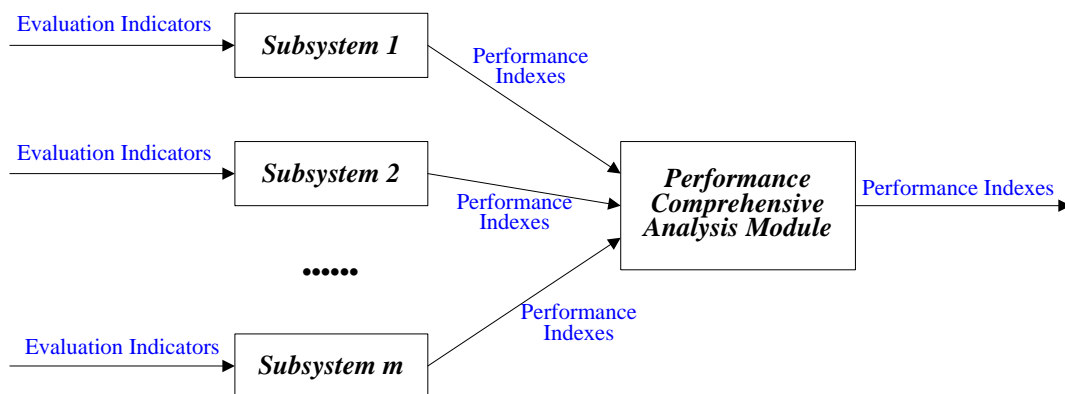 Evaluation Indicators
Subsystem 1
Performance
Indexes
Evaluation Indicators
Subsystem 2
Performance
Indexes
Performance
Comprehensive
Analysis Module
Performance Indexes
......
Performance
Indexes
Evaluation Indicators
Subsystem m